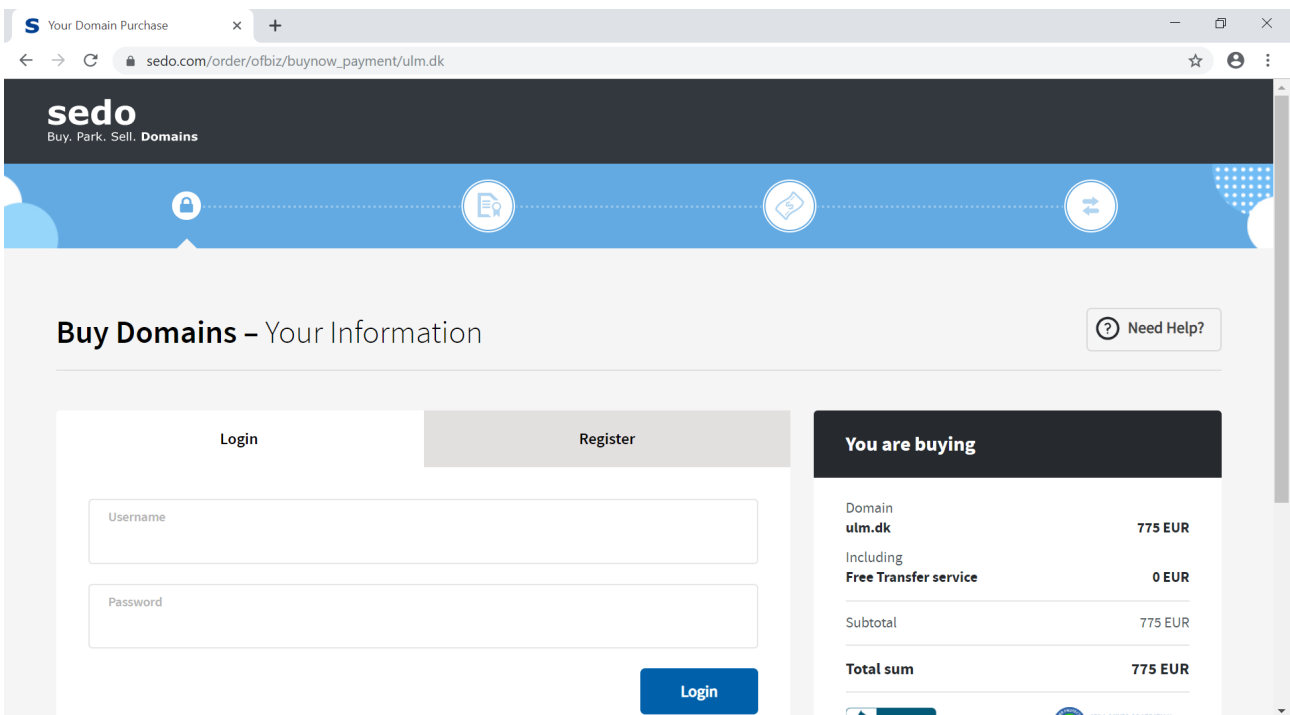 S Your Domain Purchase
sedo.com/order/ofbiz/buynow_payment/ulm.dk
sedo
Buy. Park. Sell. Domains
Buy Domains – Your Information
? Need Help?
Login
Register
Username
Password
Login
You are buying
Domain
ulm.dk 775 EUR
Including
Free Transfer service 0 EUR
Subtotal 775 EUR
Total sum 775 EUR